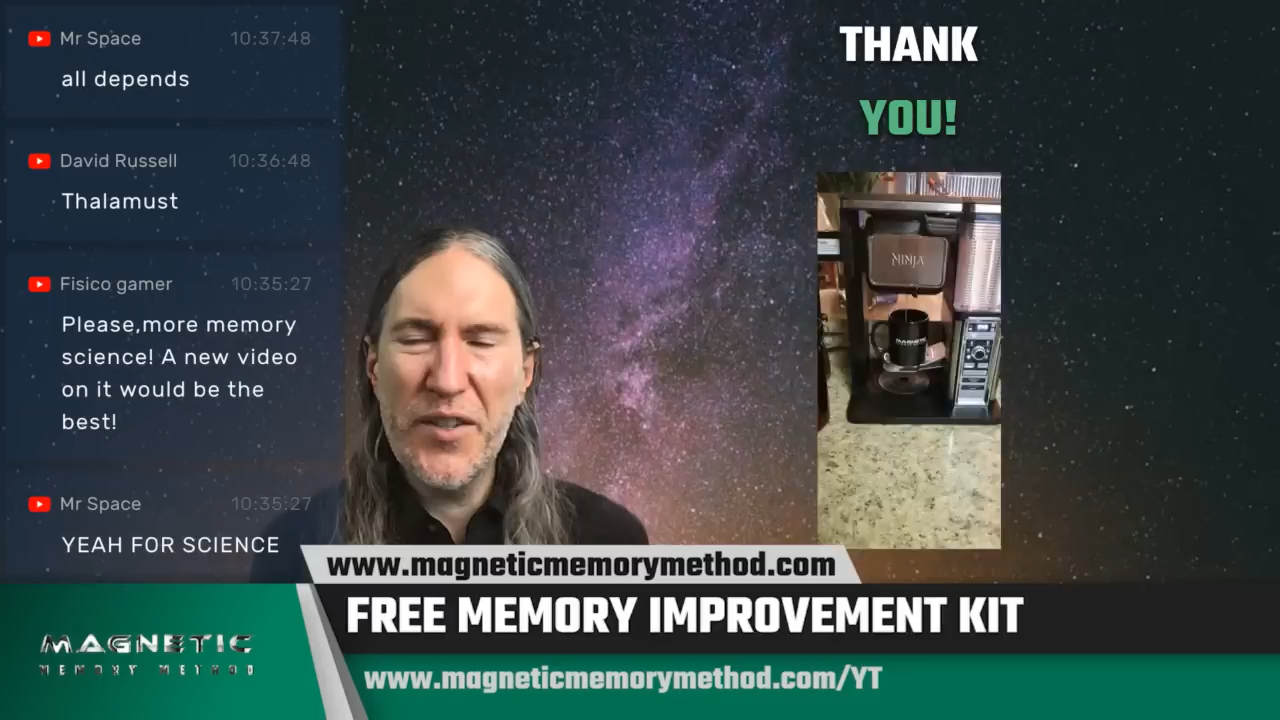 Mr Space 10:37:48
all depends
David Russell 10:36:48
Thalamust
Fisico gamer 10:35:27
Please,more memory
science! A new video
on it would be the
best!
Mr Space 10:35:27
YEAH FOR SCIENCE
THANK
YOU!
NINJA
MAGNETIC
www.magneticmemorymethod.com
FREE MEMORY IMPROVEMENT KIT
www.magneticmemorymethod.com/YT
MAGNETIC
MEMORY METHOD